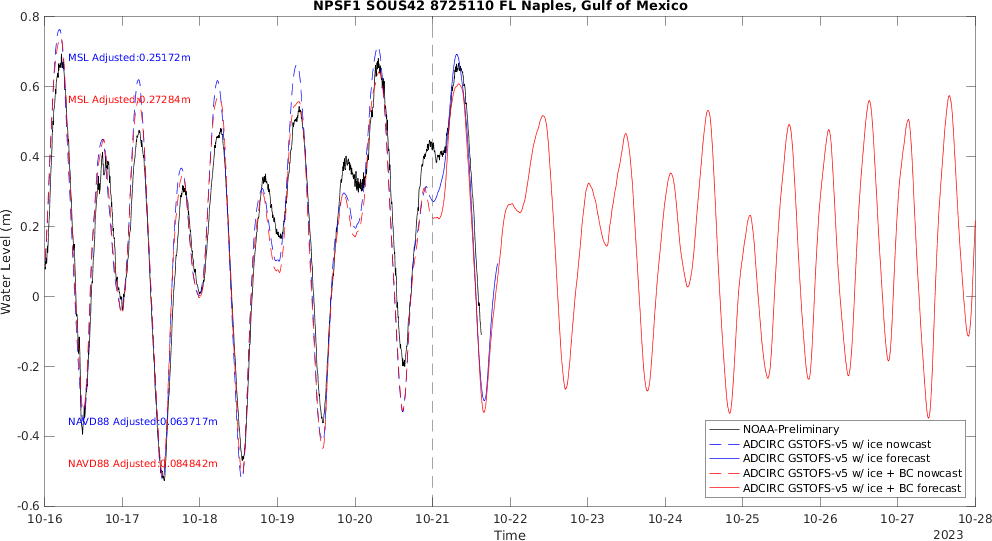 NPSF1 SOUS42 8725110 FL Naples, Gulf of Mexico
0.8
0.6
0.4
0.2
0
-0.2
-0.4
-0.6
Water Level (m)
MSL Adjusted:0.25172m
MSL Adjusted:0.27284m
NAVD88 Adjusted:0.063717m
NAVD88 Adjusted:0.084842m
NOAA-Preliminary
ADCIRC GSTOFS-v5 w/ ice nowcast
ADCIRC GSTOFS-v5 w/ ice forecast
ADCIRC GSTOFS-v5 w/ ice + BC nowcast
ADCIRC GSTOFS-v5 w/ ice + BC forecast
10-16 10-17 10-18 10-19 10-20 10-21 10-22 10-23 10-24 10-25 10-26 10-27 10-28
Time
2023